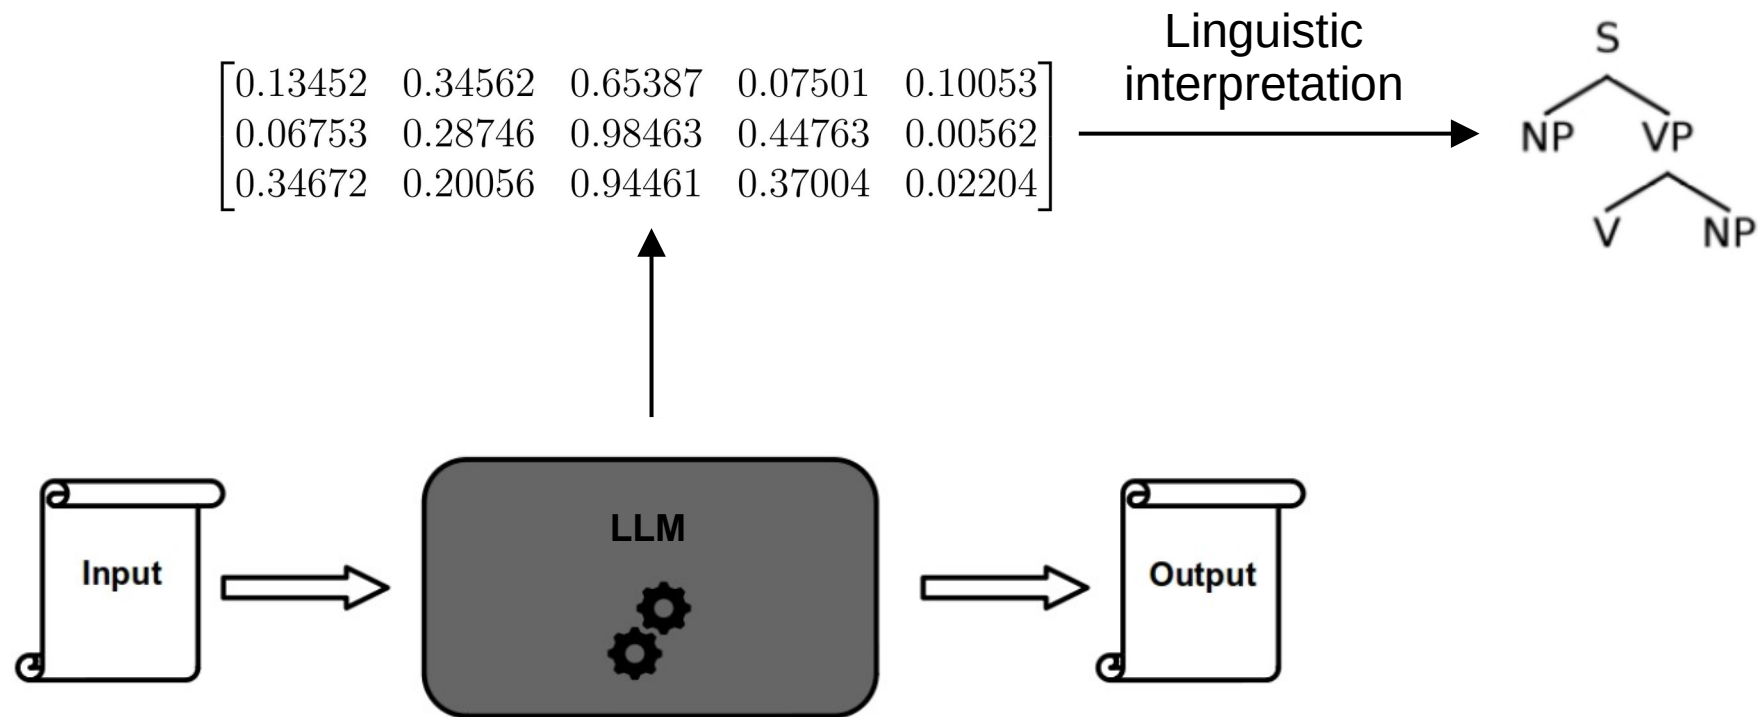 Linguistic
interpretation
0.13452 0.34562 0.65387 0.07501 0.10053
0.06753 0.28746 0.98463 0.44763 0.00562
0.34672 0.20056 0.94461 0.37004 0.02204
S
NP VP
V NP
Input
LLM
Output